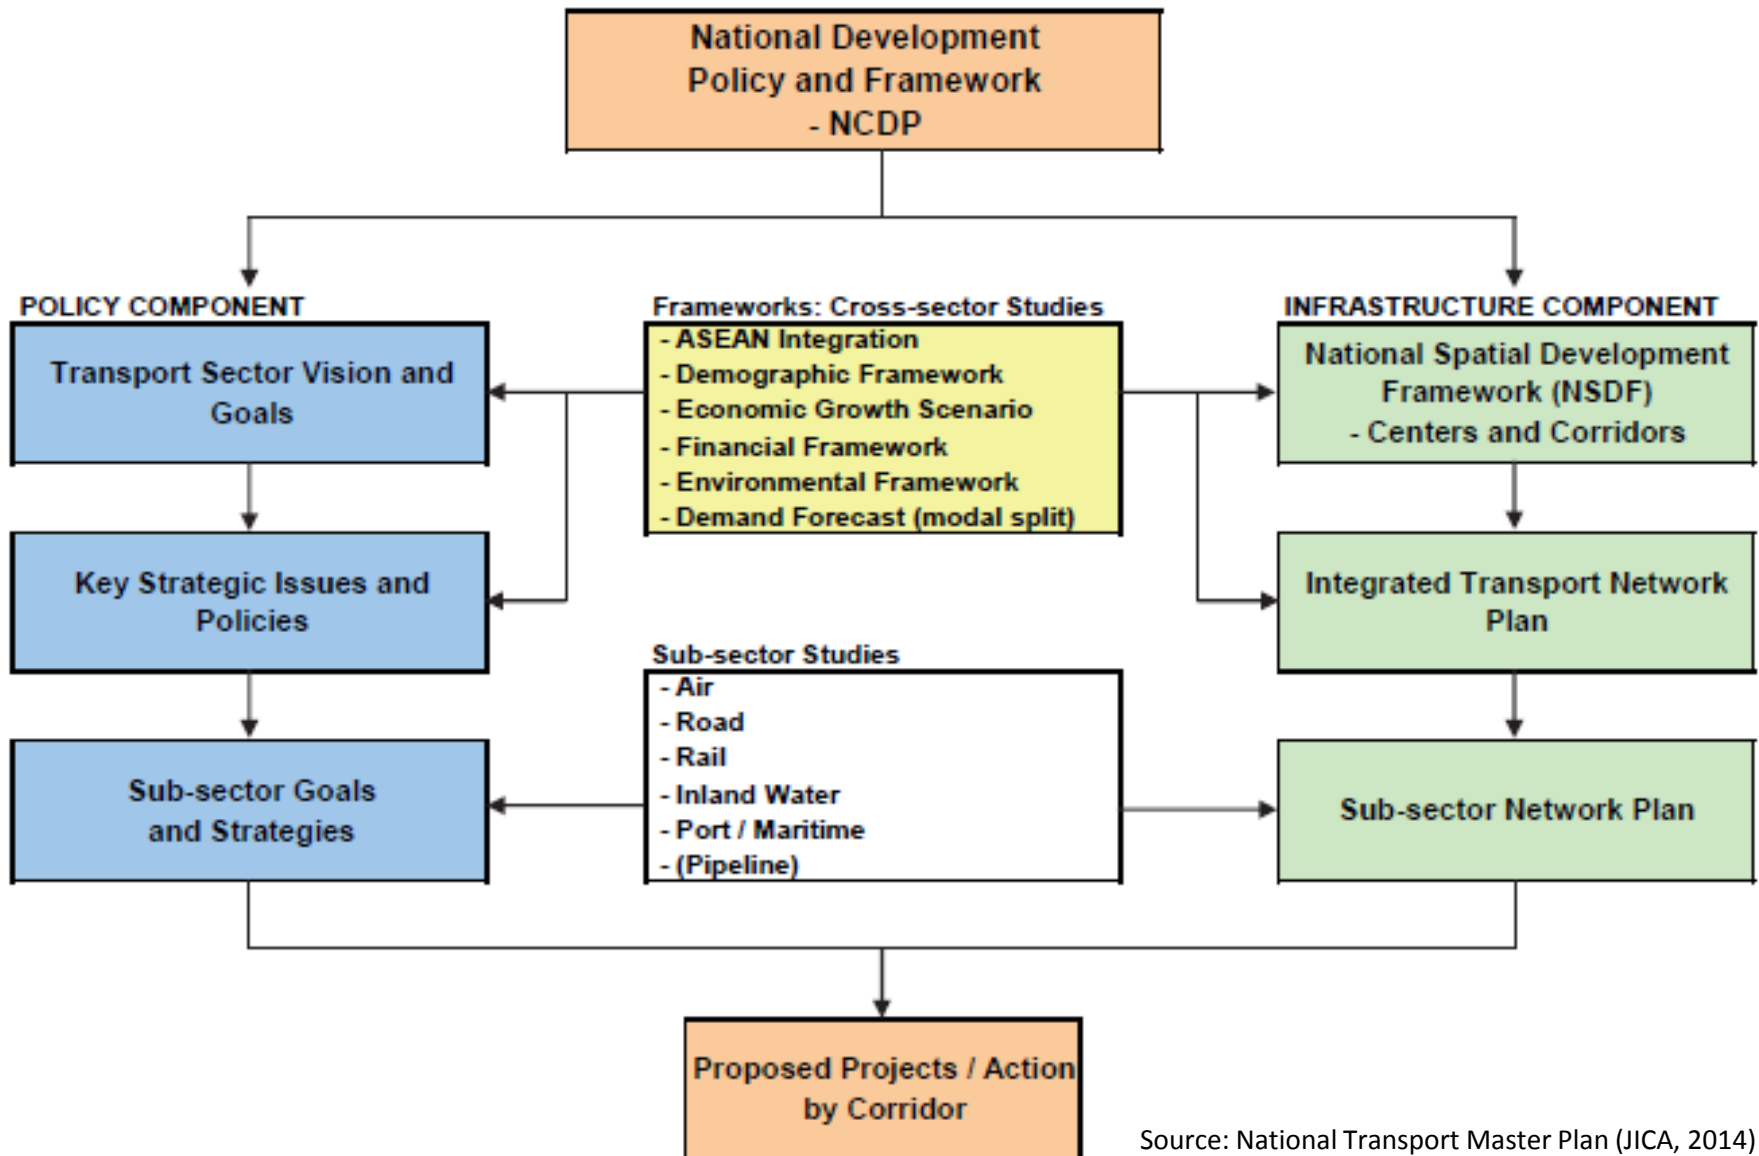 National Development
Policy and Framework
- NCDP
POLICY COMPONENT
Transport Sector Vision and
Goals
Key Strategic Issues and
Policies
Sub-sector Goals
and Strategies
Frameworks: Cross-sector Studies
- ASEAN Integration
- Demographic Framework
- Economic Growth Scenario
- Financial Framework
- Environmental Framework
- Demand Forecast (modal split)
Sub-sector Studies
- Air
- Road
- Rail
- Inland Water
- Port / Maritime
- (Pipeline)
INFRASTRUCTURE COMPONENT
National Spatial Development
Framework (NSDF)
- Centers and Corridors
Integrated Transport Network
Plan
Sub-sector Network Plan
Proposed Projects / Action
by Corridor
Source: National Transport Master Plan (JICA, 2014)